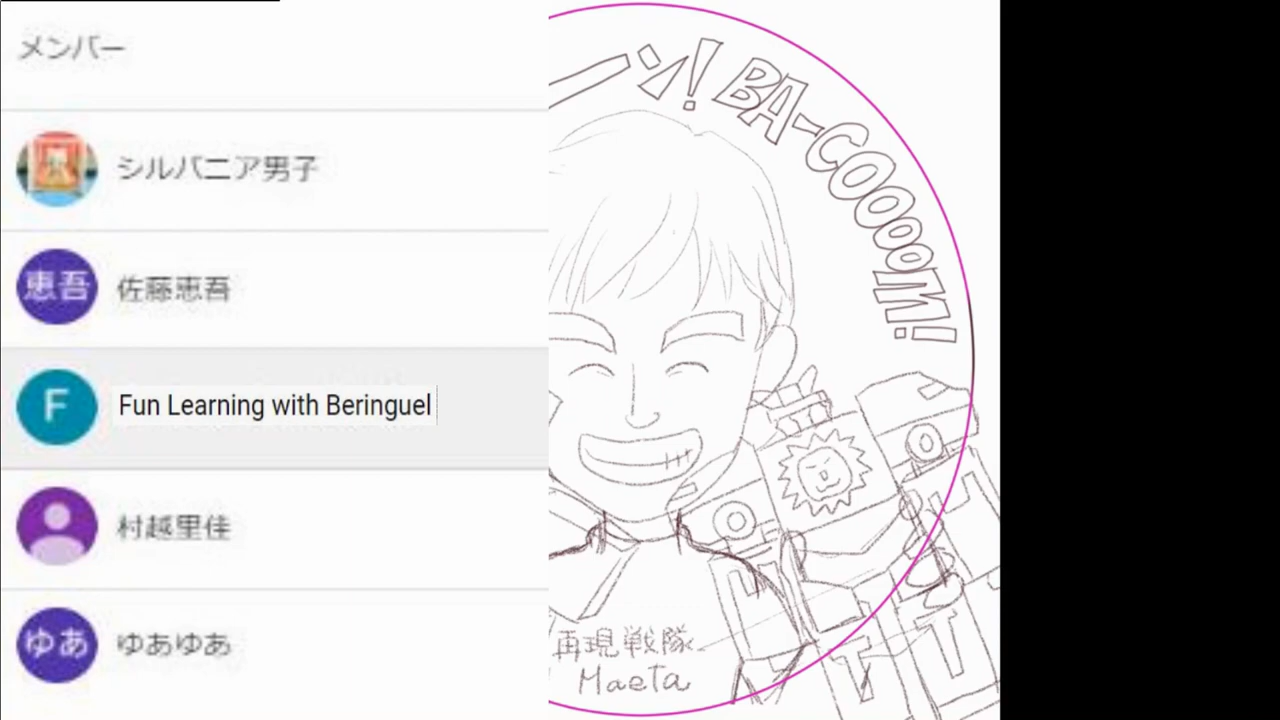 メンバー
シルバニア男子
恵吾
佐藤恵吾
F
Fun Learning with Beringuel
村越里佳
ゆあ
ゆあゆあ
ーン! BA-COOOOM!
再現戦隊
Maeta